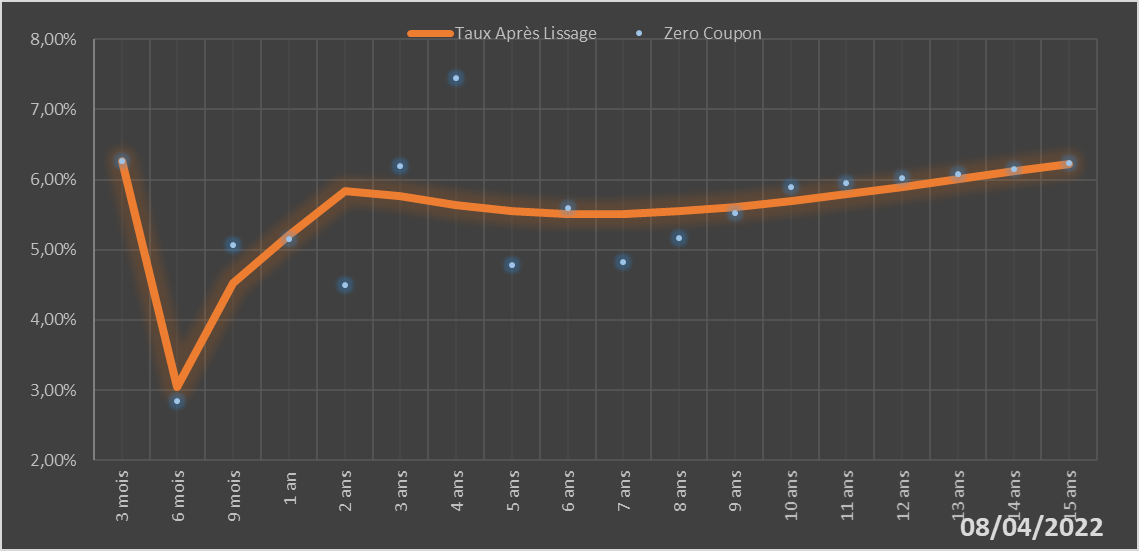 Taux Après Lissage Zero Coupon
8,00%
7,00%
6,00%
5,00%
4,00%
3,00%
2,00%
3 mois
6 mois
9 mois
1 an
2 ans
3 ans
4 ans
5 ans
6 ans
7 ans
8 ans
9 ans
10 ans
11 ans
12 ans
13 ans
14 ans
15 ans
08/04/2022